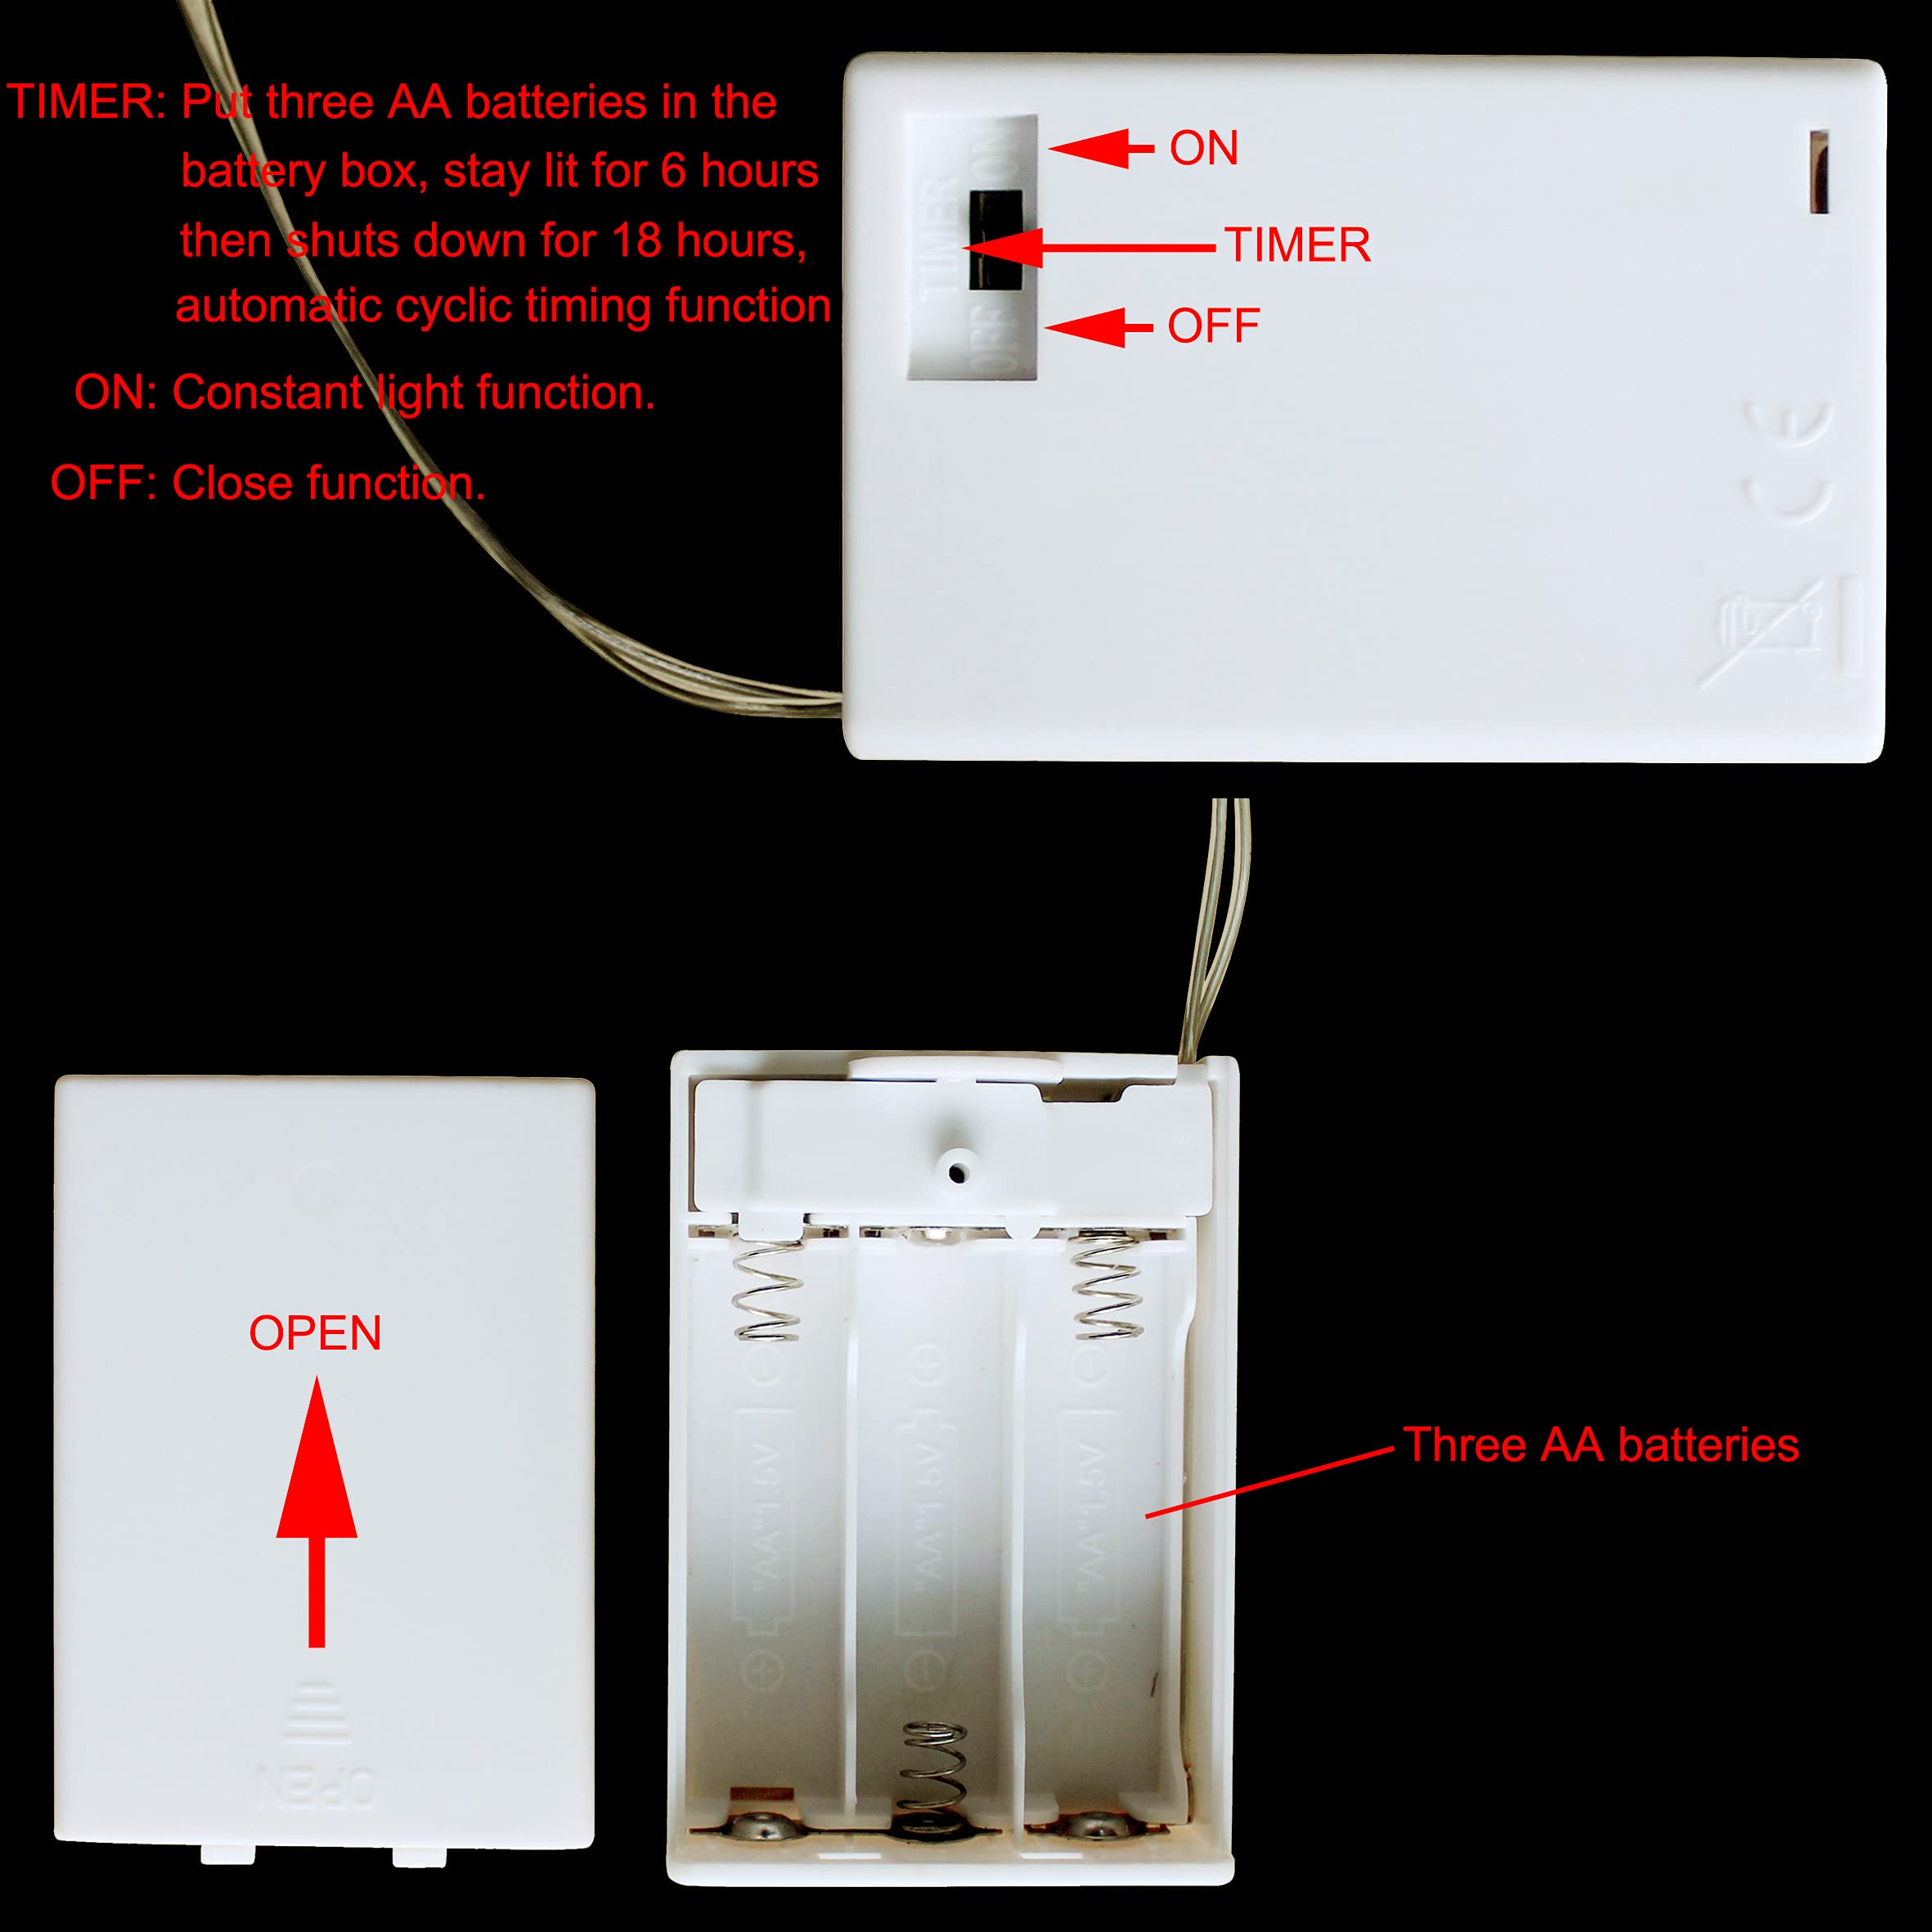 TIMER: Put three AA batteries in the
battery box, stay lit for 6 hours
then shuts down for 18 hours,
automatic cyclic timing function
ON: Constant light function.
OFF: Close function.
ON
TIMER
OFF
ON
TIMER
OFF
CE
OPEN
OPEN
"AA"1.5V
"AA"1.5V
"AA"1.5V
Three AA batteries